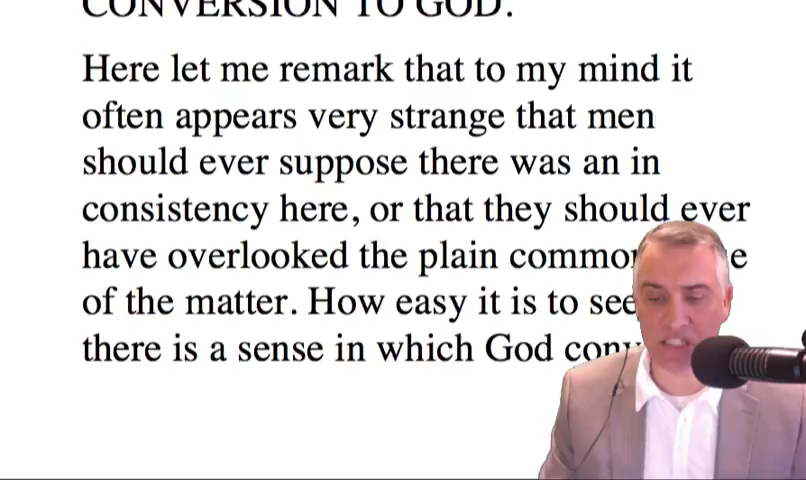 CONVERSION TO GOD.
Here let me remark that to my mind it
often appears very strange that men
should ever suppose there was an in
consistency here, or that they should ever
have overlooked the plain
of the matter. How easy it is to see
there is a sense in which God